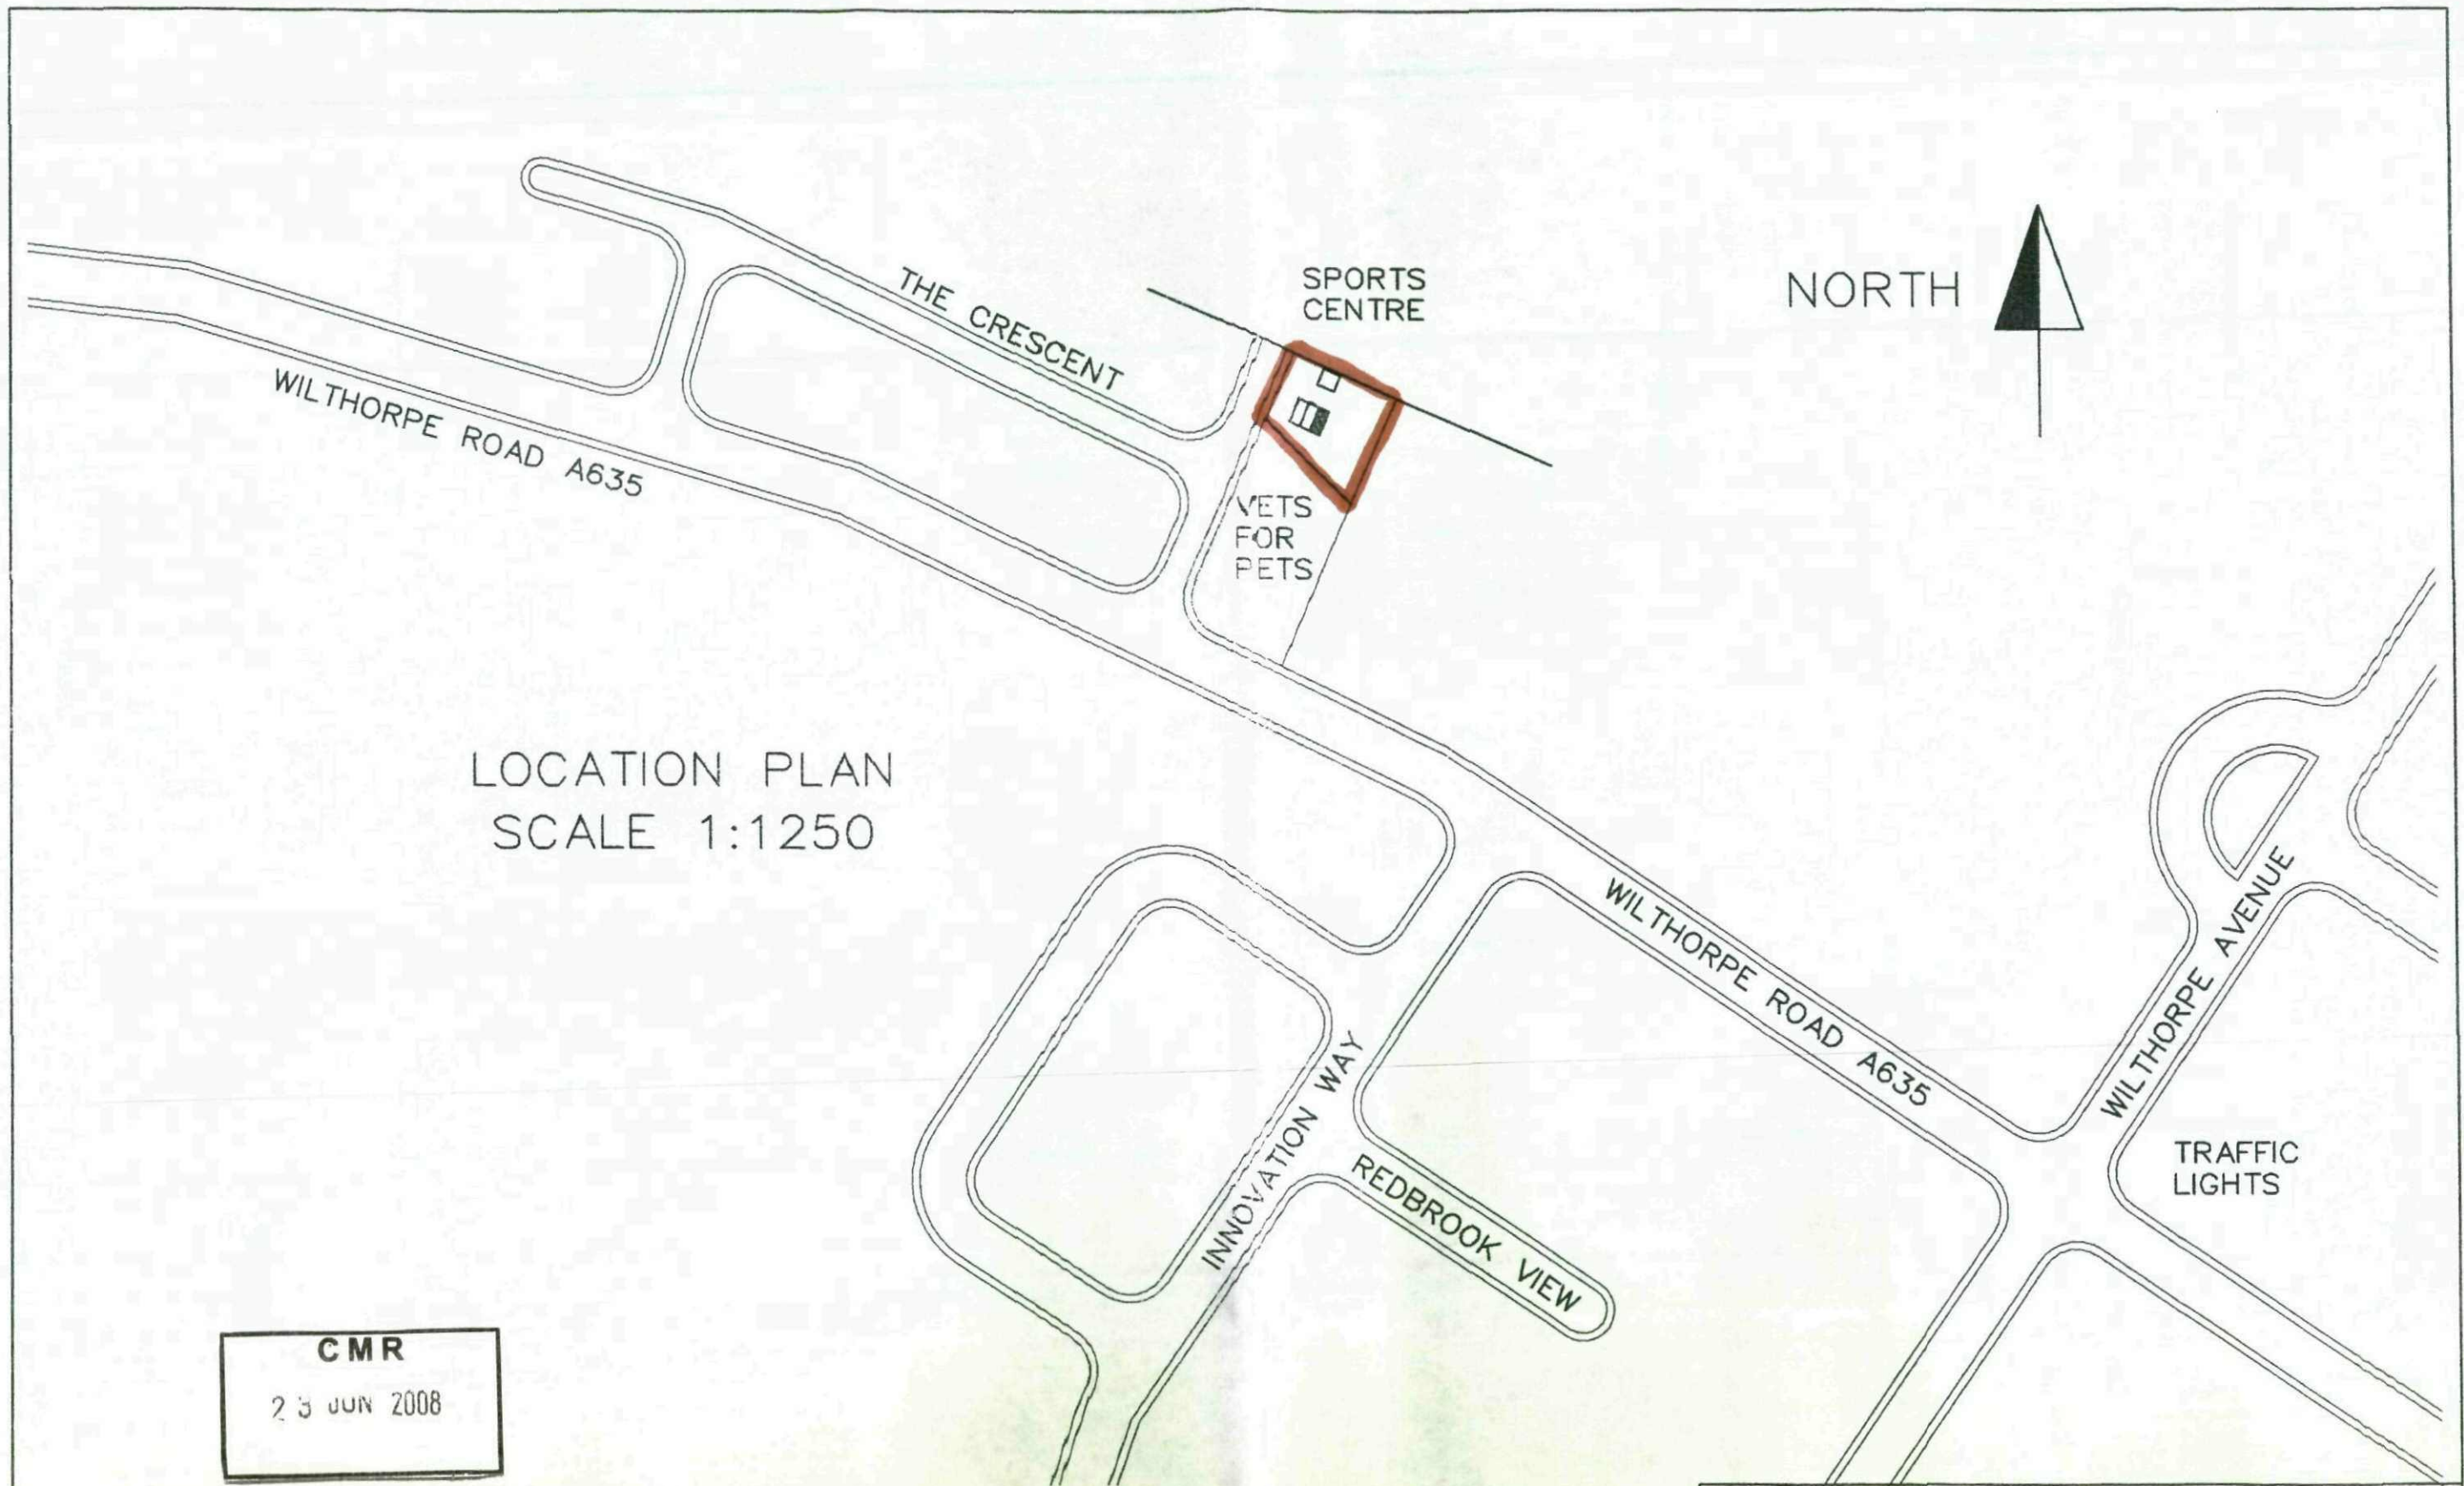 SPORTS
CENTRE
NORTH
THE CRESCENT
WILTHORPE ROAD A635
VETS
FOR
PETS
LOCATION PLAN
SCALE 1:1250
WILTHORPE ROAD A635
WILTHORPE AVENUE
INNOVATION WAY
REDBROOK VIEW
TRAFFIC
LIGHTS
CMR
23 JUN 2008